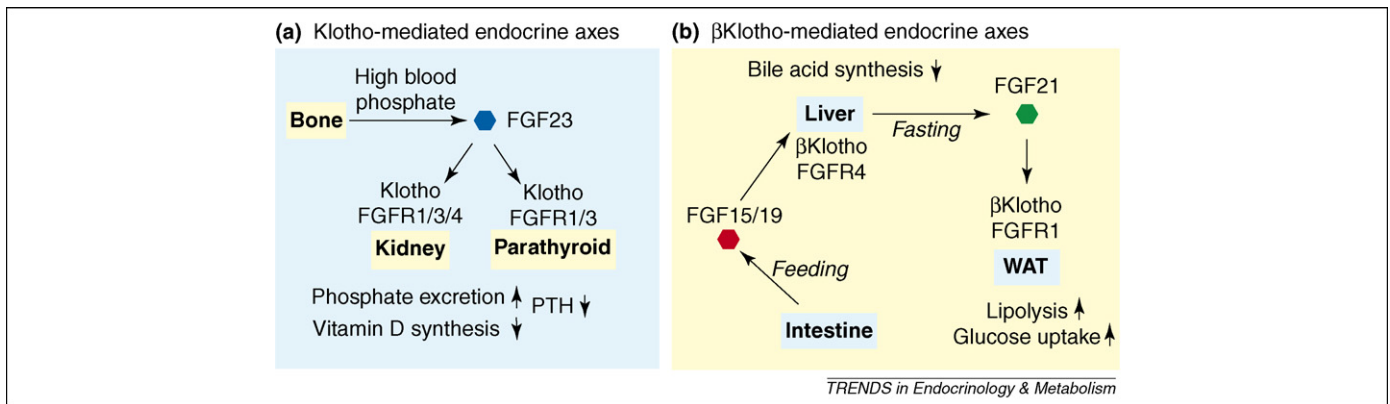 (a) Klotho-mediated endocrine axes
High blood
phosphate
Bone
FGF23
Klotho
FGFR1/3/4
Kidney
Klotho
FGFR1/3
Parathyroid
Phosphate excretion
PTH
Vitamin D synthesis
(b) βKlotho-mediated endocrine axes
Bile acid synthesis
FGF21
Liver
Fasting
βKlotho
FGFR4
FGF15/19
βKlotho
FGFR1
WAT
Feeding
Intestine
Lipolysis
Glucose uptake
TRENDS in Endocrinology & Metabolism